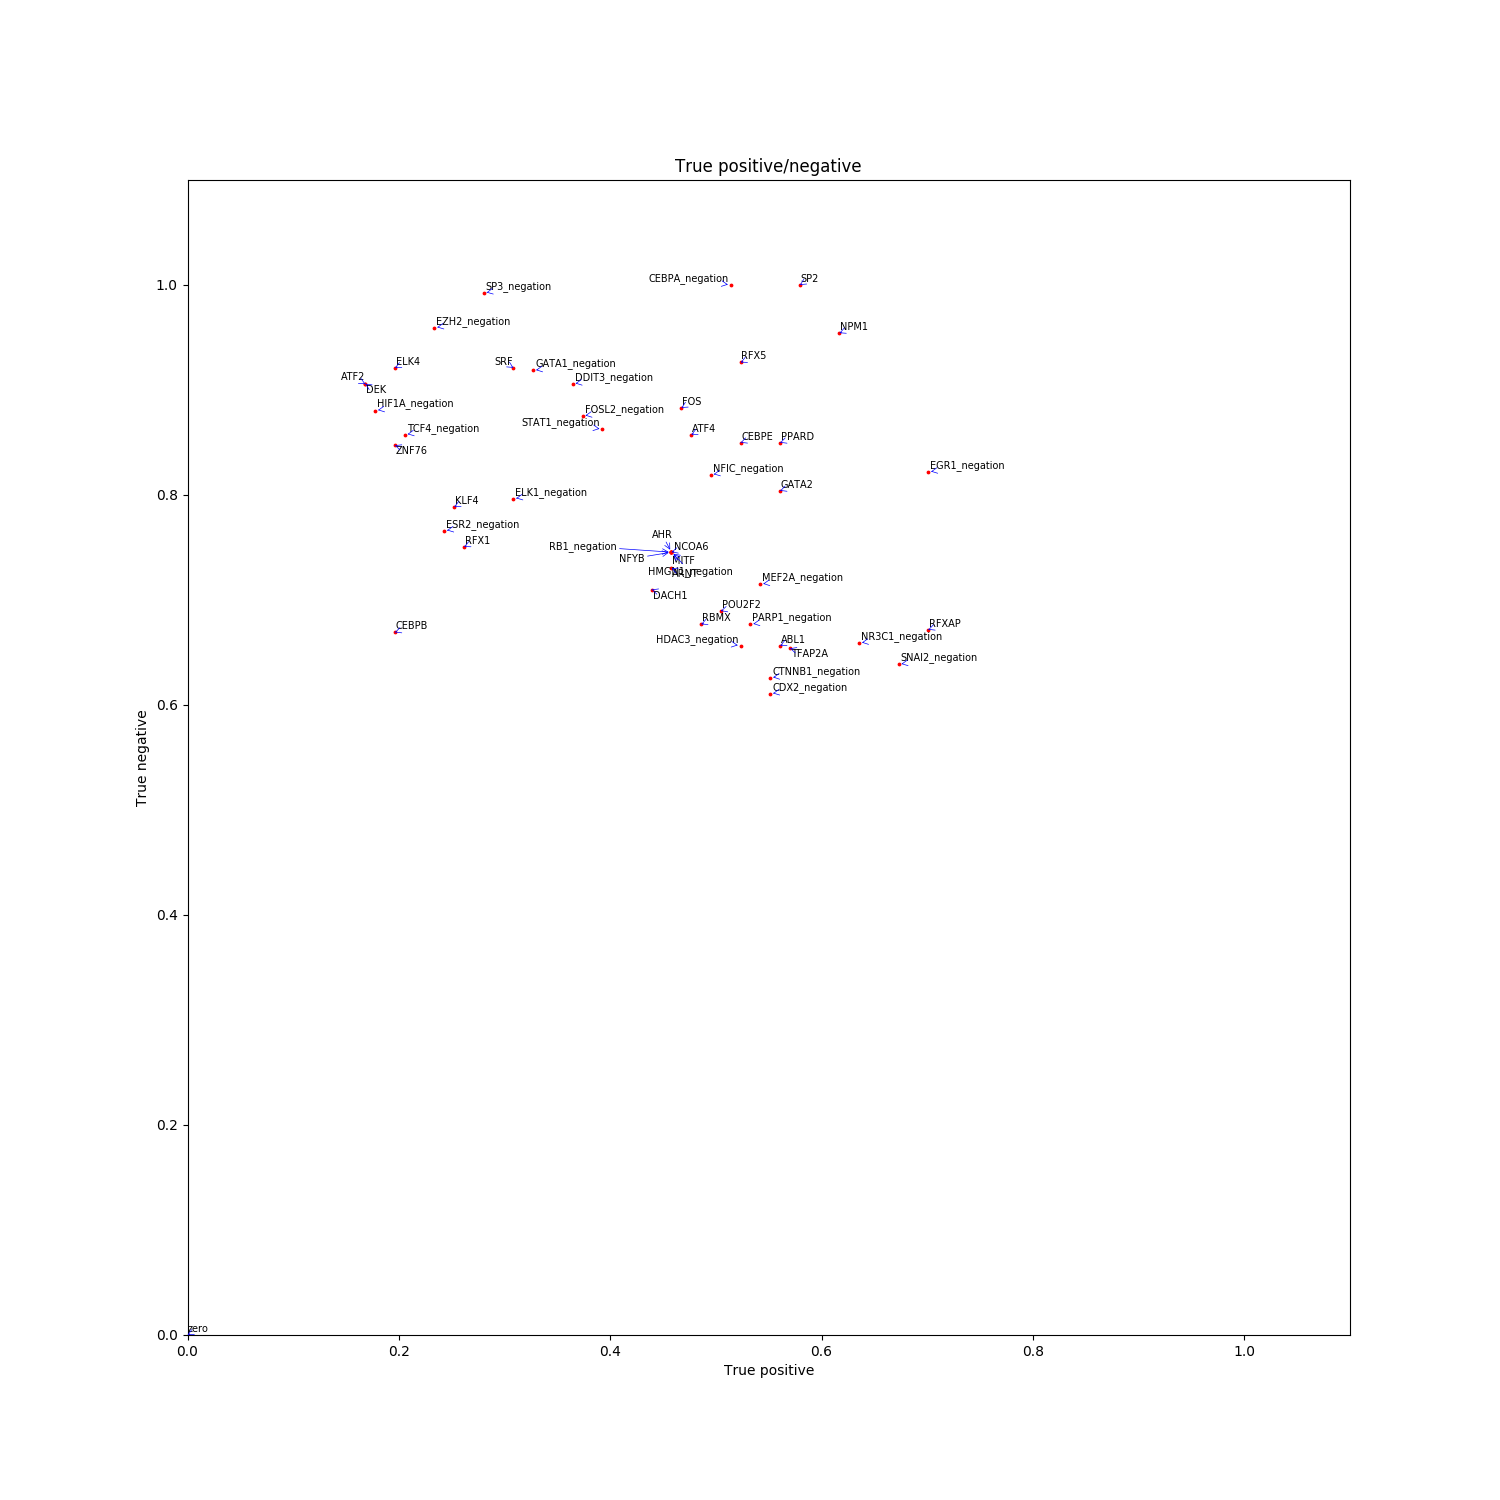 True positive/negative
CEBPA_negation
SP2
SP3_negation
1.0
EZH2_negation
NPM1
RFX5
ELK4
SRF
GATA1_negation
ATF2
DDIT3_negation
DEK
HIF1A_negation
FOS
FOSL2_negation
STAT1_negation
TCF4_negation
ATF4
CEBPE
PPARD
ZNF76
EGR1_negation
NFIC_negation
GATA2
0.8
ELK1_negation
KLF4
ESR2_negation
AHR
RFX1
RB1_negation
NCOA6
NFYB
MITF
MEF2A_negation
DACH1
POU2F2
RBMX
PARP1_negation
RFXAP
CEBPB
HDAC3_negation
ABL1
NR3C1_negation
TFAP2A
SNAI2_negation
CTNNB1_negation
CDX2_negation
0.6
True negative
0.4
0.2
zero
0.0
0.0
0.2
0.4
0.6
0.8
1.0
True positive